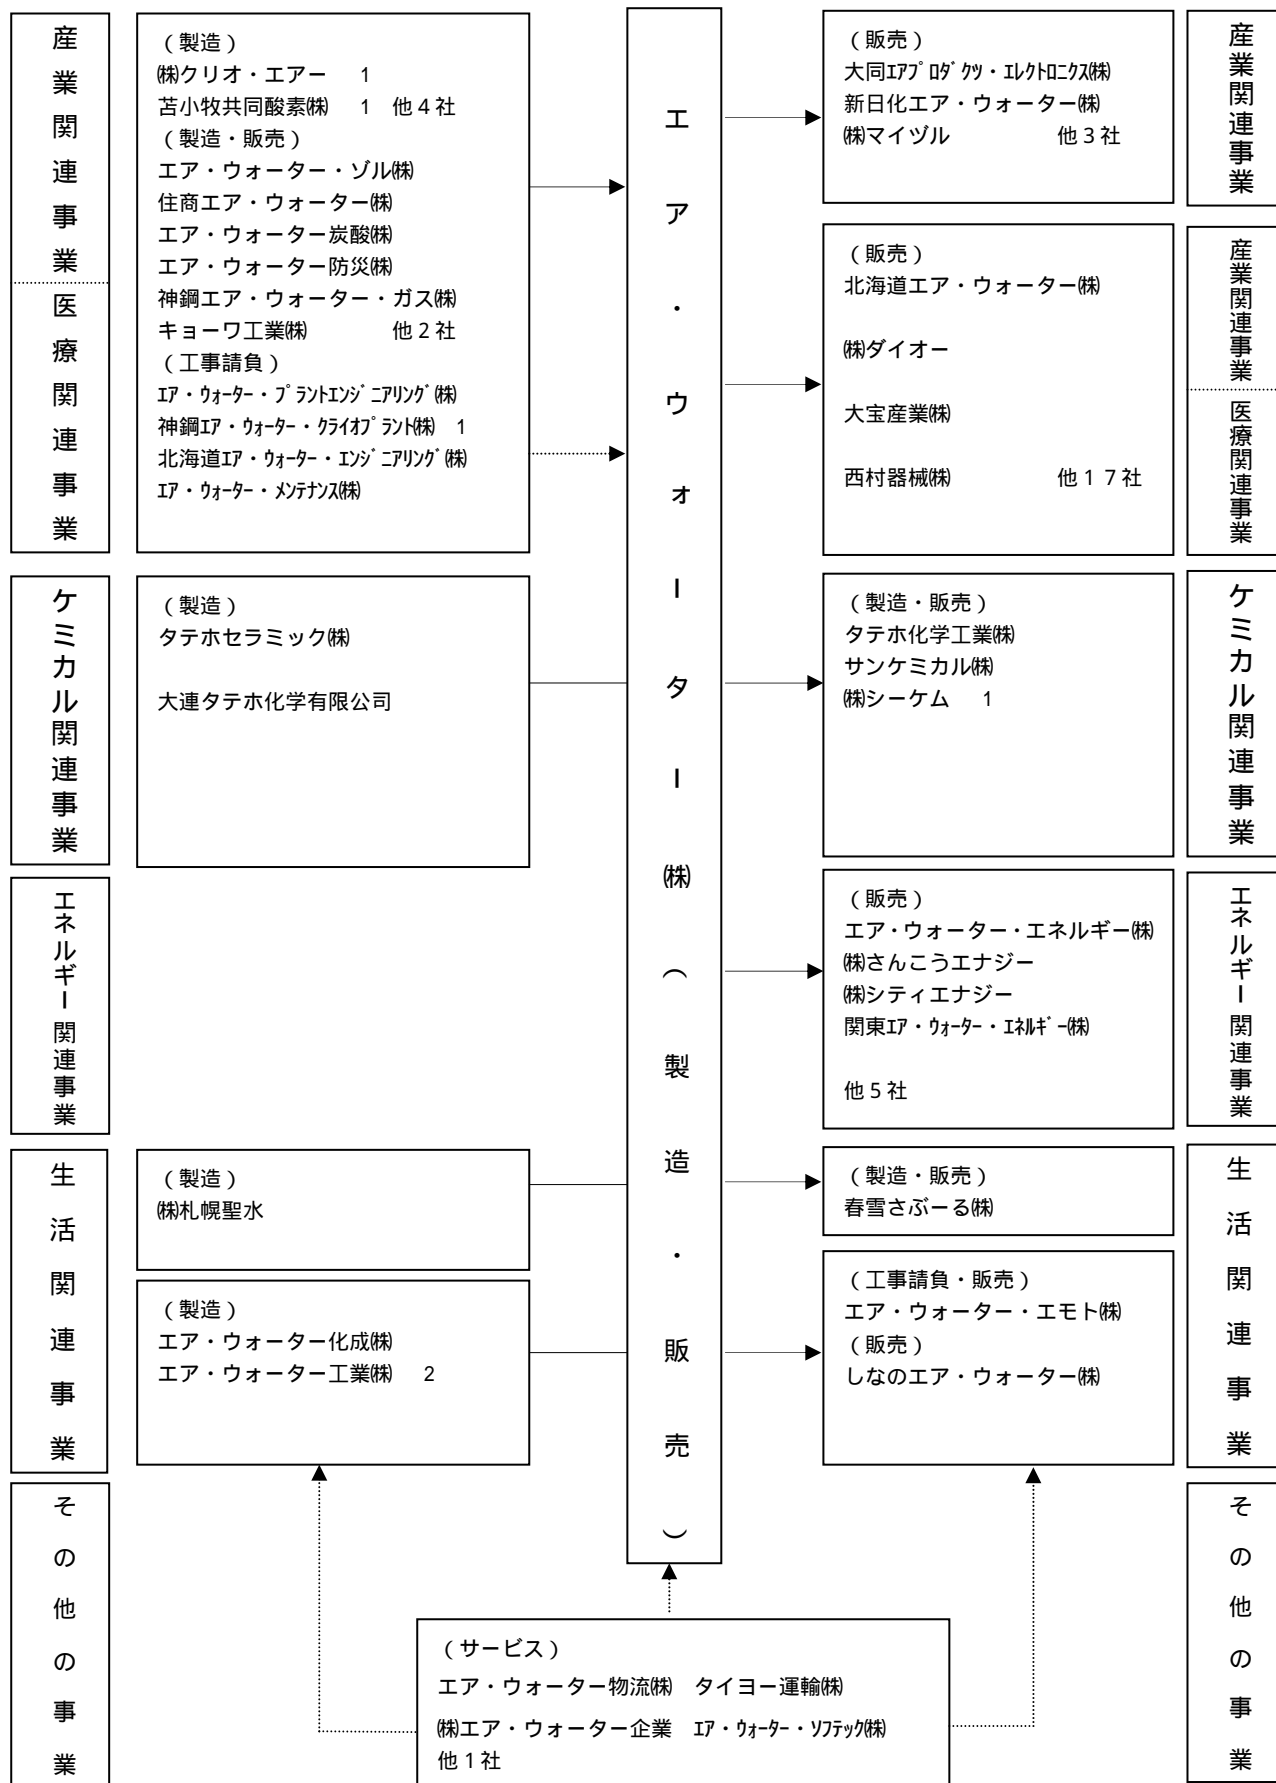 産業関連事業
医療関連事業
（製造）
㈱クリオ・エアー　1
苫小牧共同酸素㈱　1　他４社
（製造・販売）
エア・ウォーター・ゾル㈱
住商エア・ウォーター㈱
エア・ウォーター炭酸㈱
エア・ウォーター防災㈱
神鋼エア・ウォーター・ガス㈱
キョーワ工業㈱　他２社
（工事請負）
ｴｱ・ｳｫｰﾀｰ・ﾌﾟﾗﾝﾄｴﾝｼﾞﾆｱﾘﾝｸﾞ㈱
神鋼ｴｱ・ｳｫｰﾀｰ・ｸﾗｲｵﾌﾟﾗﾝﾄ㈱　1
北海道ｴｱ・ｳｫｰﾀｰ・ｴﾝｼﾞﾆｱﾘﾝｸﾞ㈱
ｴｱ・ｳｫｰﾀｰ・ﾒﾝﾃﾅﾝｽ㈱
エア・ウォーター㈱（製造・販売）
（販売）
大同ｴｱﾌﾟﾛﾀﾞｸﾂ・ｴﾚｸﾄﾛﾆｸｽ㈱
新日化エア・ウォーター㈱
㈱マイヅル　他３社
産業関連事業
（販売）
北海道エア・ウォーター㈱
㈱ダイオー
大宝産業㈱
西村器械㈱　他１７社
産業関連事業
医療関連事業
ケミカル関連事業
（製造）
タテホセラミック㈱
大連タテホ化学有限公司
（製造・販売）
タテホ化学工業㈱
サンケミカル㈱
㈱シーケム　1
ケミカル関連事業
エネルギー関連事業
（販売）
エア・ウォーター・エネルギー㈱
㈱さんこうエナジー
㈱シティエナジー
関東ｴｱ・ｳｫｰﾀｰ・ｴﾈﾙｷﾞｰ㈱
他５社
エネルギー関連事業
生活関連事業
（製造）
㈱札幌聖水
（製造）
エア・ウォーター化成㈱
エア・ウォーター工業㈱　2
（製造・販売）
春雪さぶーる㈱
（工事請負・販売）
エア・ウォーター・エモト㈱
（販売）
しなのエア・ウォーター㈱
生活関連事業
その他の事業
（サービス）
エア・ウォーター物流㈱　タイヨー運輸㈱
㈱エア・ウォーター企業　ｴｱ・ｳｫｰﾀｰ・ｿﾌﾃｯｸ㈱
他１社
その他の事業